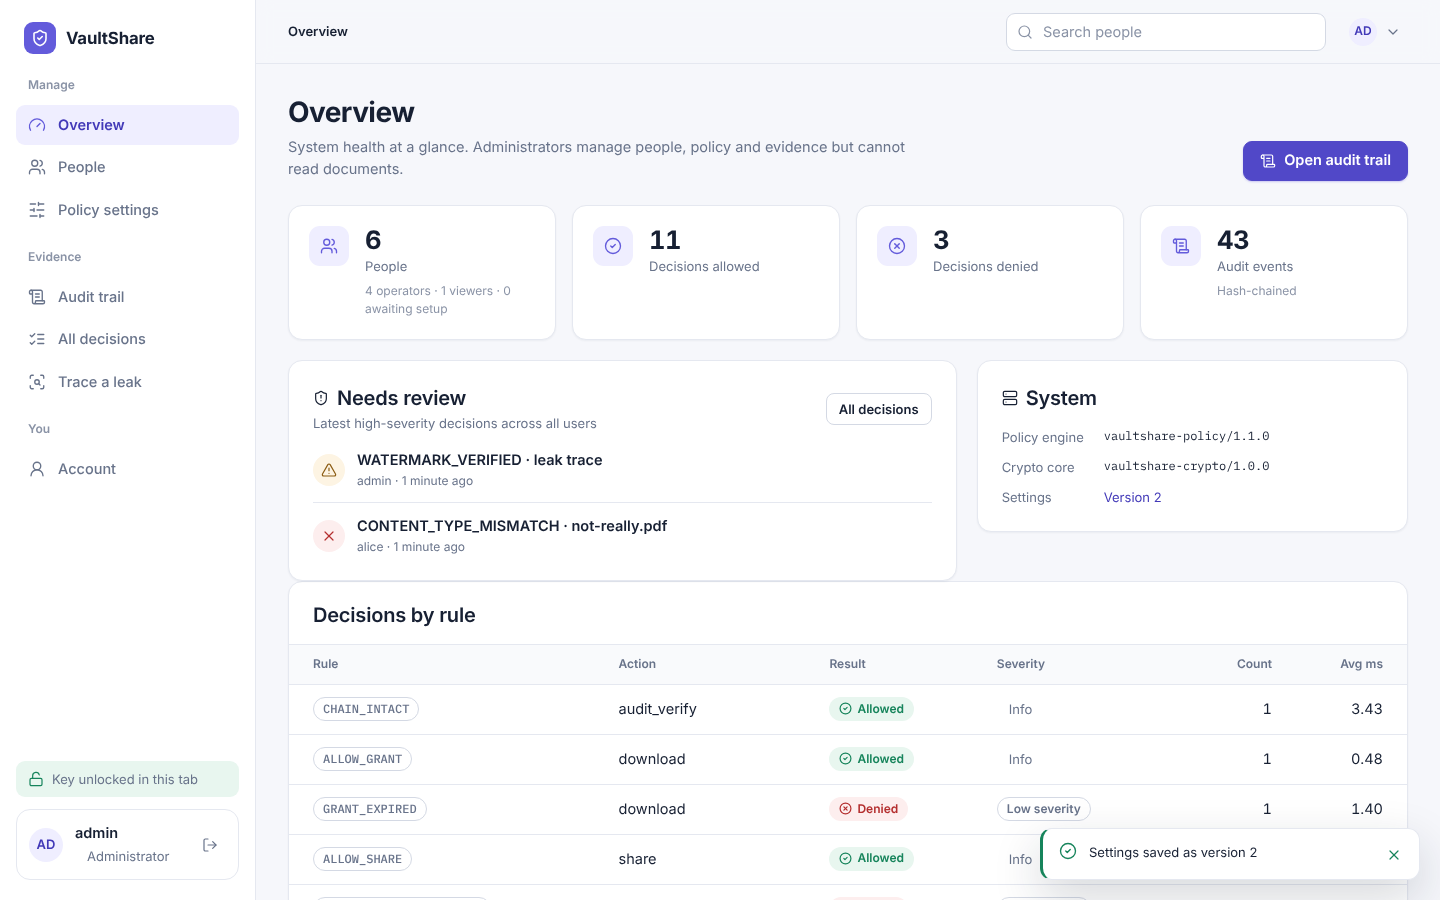 VaultShare
Manage
Overview
People
Policy settings
Evidence
Audit trail
All decisions
Trace a leak
You
Account
Key unlocked in this tab
AD
admin
Administrator
Overview
Search people
AD
Overview
System health at a glance. Administrators manage people, policy and evidence but cannot
read documents.
Open audit trail
6
People
4 operators · 1 viewers · 0
awaiting setup
11
Decisions allowed
3
Decisions denied
43
Audit events
Hash-chained
Needs review
Latest high-severity decisions across all users
All decisions
WATERMARK_VERIFIED · leak trace
admin · 1 minute ago
CONTENT_TYPE_MISMATCH · not-really.pdf
alice · 1 minute ago
System
Policy engine vaultshare-policy/1.1.0
Crypto core vaultshare-crypto/1.0.0
Settings Version 2
Decisions by rule
Rule Action Result Severity Count Avg ms
CHAIN_INTACT audit_verify Allowed Info 1 3.43
ALLOW_GRANT download Allowed Info 1 0.48
GRANT_EXPIRED download Denied Low severity 1 1.40
ALLOW_SHARE share Allowed Info
Settings saved as version 2